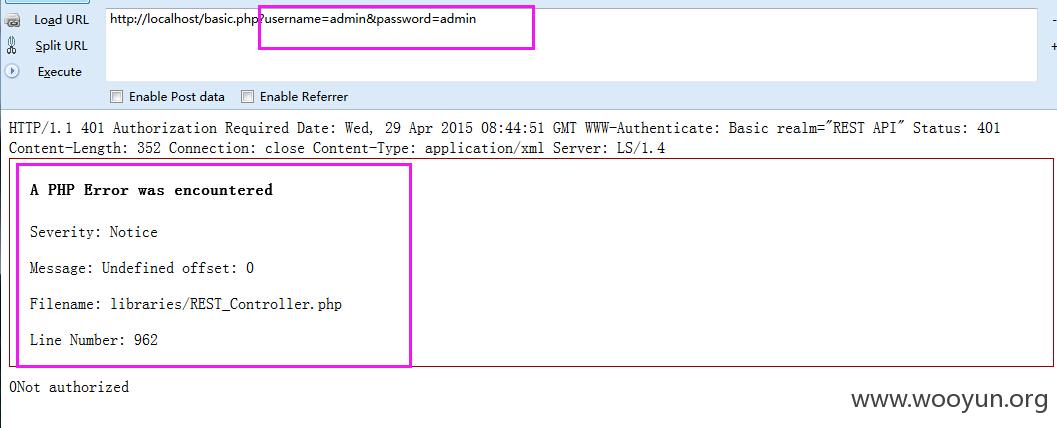 Load URL
http://localhost/basic.php?username=admin&password=admin
Split URL
Execute
Enable Post data Enable Referrer
HTTP/1.1 401 Authorization Required Date: Wed, 29 Apr 2015 08:44:51 GMT WWW-Authenticate: Basic realm="REST API" Status: 401
Content-Length: 352 Connection: close Content-Type: application/xml Server: LS/1.4
A PHP Error was encountered
Severity: Notice
Message: Undefined offset: 0
Filename: libraries/REST_Controller.php
Line Number: 962
0Not authorized
www.wooyun.org